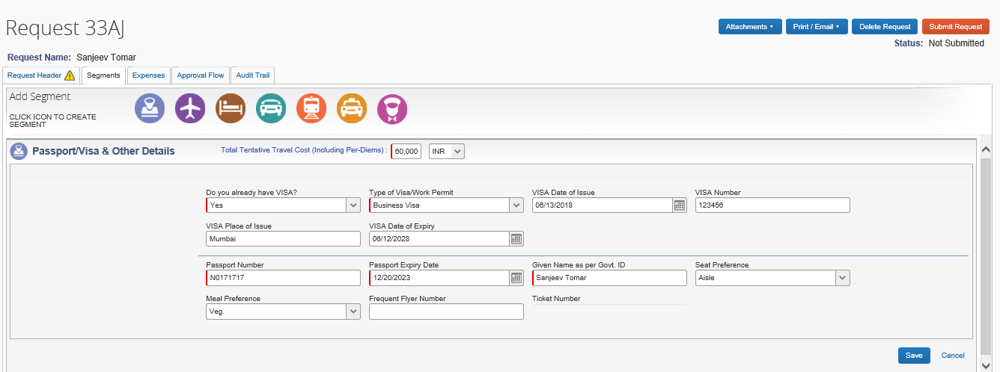 Request 33AJ
Attachments
Print / Email
Delete Request
Submit Request
Status: Not Submitted
Request Name: Sanjeev Tomar
Request Header
Segments
Expenses
Approval Flow
Audit Trail
Add Segment
CLICK ICON TO CREATE
SEGMENT
Passport/Visa & Other Details
Total Tentative Travel Cost (Including Per-Diems) : 60,000 INR
Do you already have VISA? Type of Visa/Work Permit VISA Date of Issue VISA Number
Yes Business Visa 06/13/2018 123456
VISA Place of Issue VISA Date of Expiry
Mumbai 06/12/2028
Passport Number Passport Expiry Date Given Name as per Govt. ID Seat Preference
N0171717 12/20/2023 Sanjeev Tomar Aisle
Meal Preference Frequent Flyer Number Ticket Number
Veg.
Save Cancel